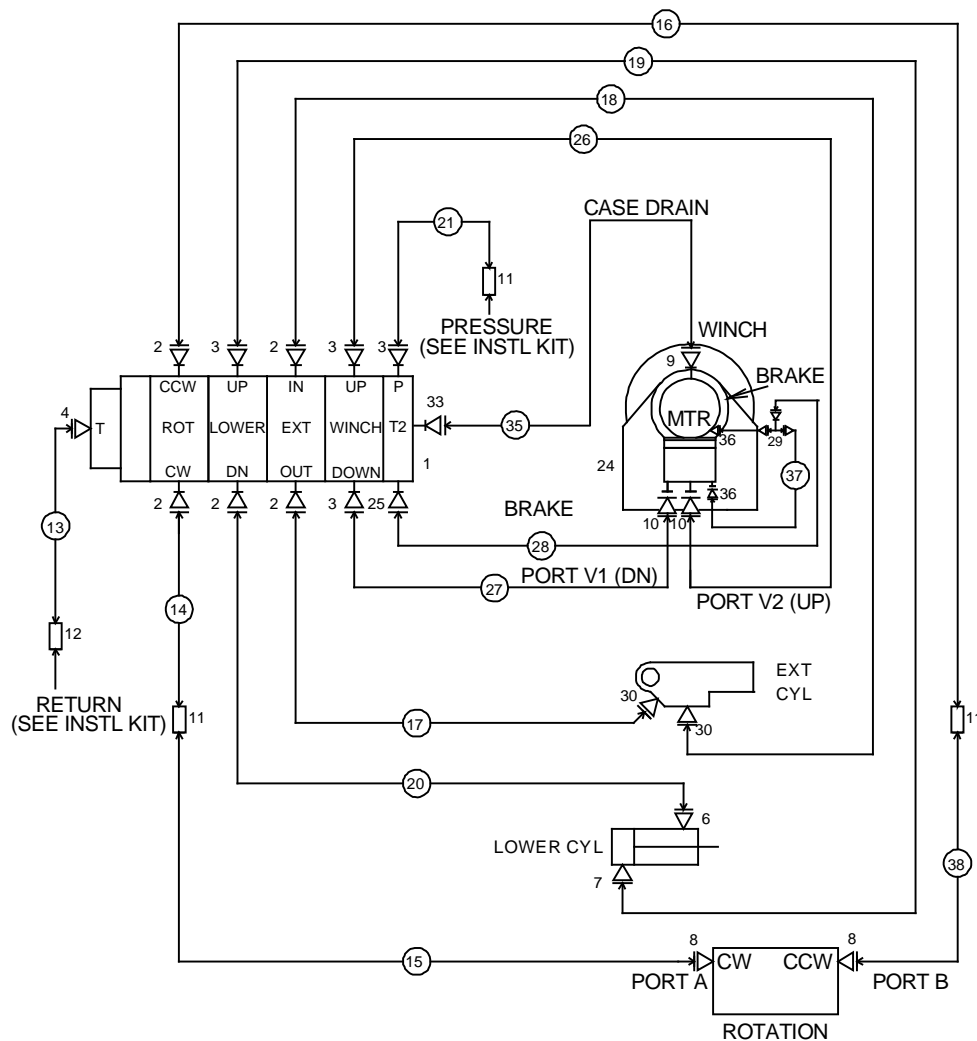 16
19
18
26
CASE DRAIN
21
11
PRESSURE
(SEE INSTL KIT)
WINCH
2 3 2 3 3
9
BRAKE
CCW UP IN UP P
33
4 T ROT LOWER EXT WINCH T2
35
MTR
36 29
1
24
CW DN OUT DOWN
37
36
2 2 2 3 25
BRAKE
10 10
13
28
PORT V1 (DN)
27
PORT V2 (UP)
14
12
RETURN
(SEE INSTL KIT)
11
EXT
CYL
30
17
30
11
20
6
LOWER CYL
7
38
8 8
15
PORT A
CW CCW
PORT B
ROTATION